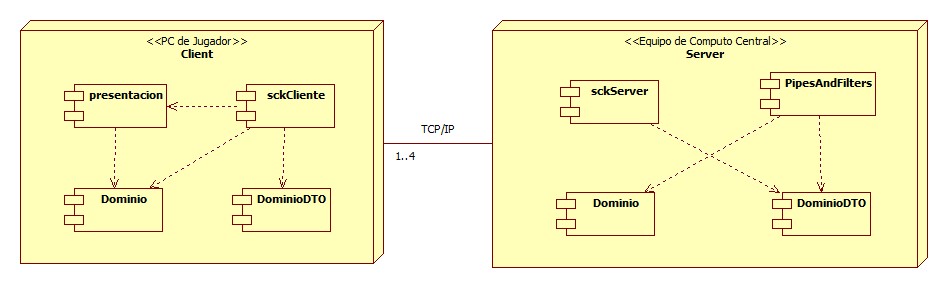 <<PC de Jugador>>
Client
presentacion
sckCliente
Dominio
DominioDTO
TCP/IP
1..4
<<Equipo de Computo Central>>
Server
sckServer
PipesAndFilters
Dominio
DominioDTO